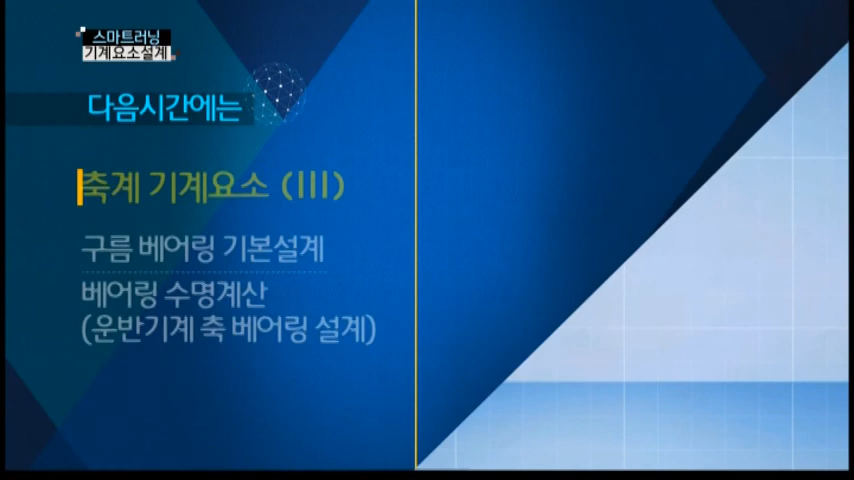 스마트러닝
기계요소설계
다음시간에는
축계 기계요소 (III)
구름 베어링 기본설계
베어링 수명계산
(운반기계 축 베어링 설계)